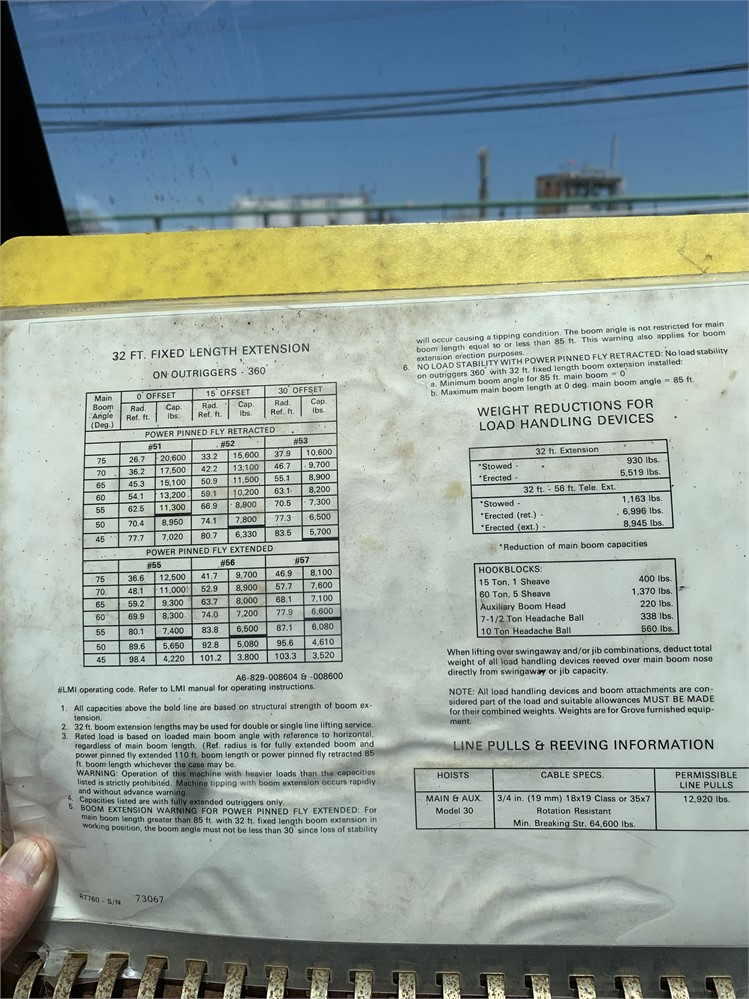 32 FT. FIXED LENGTH EXTENSION
ON OUTRIGGERS - 360
Main Boom Angle (Deg.) 0 OFFSET 15 OFFSET 30 OFFSET
Rad. Ref. ft. Cap. lbs. Rad. Ref. ft. Cap. lbs. Rad. Ref. ft. Cap. lbs.
POWER PINNED FLY RETRACTED
#51 #52 #53
75 26.7 20,600 33.2 15,600 37.9 10,600
70 36.2 17,500 42.2 13,100 46.7 9,700
65 45.3 15,100 50.9 11,500 55.1 8,900
60 54.1 13,200 59.1 10,200 63.1 8,200
55 62.5 11,300 66.9 8,900 70.5 7,300
50 70.4 8,950 74.1 7,800 77.3 6,500
45 77.7 7,020 80.7 6,330 83.5 5,700
POWER PINNED FLY EXTENDED
#55 #56 #57
75 36.6 12,500 41.7 9,700 46.9 8,100
70 48.1 11,000 52.9 8,900 57.7 7,600
65 59.2 9,300 63.7 8,000 68.1 7,100
60 69.9 8,300 74.0 7,200 77.9 6,600
55 80.1 7,400 83.8 6,500 87.1 6,080
50 89.6 5,650 92.8 5,080 95.6 4,610
45 98.4 4,220 101.2 3,800 103.3 3,520
A6-829-008604 & -008600
#LMI operating code. Refer to LMI manual for operating instructions.
1. All capacities above the bold line are based on structural strength of boom ex-
tension.
2. 32 ft. boom extension lengths may be used for double or single line lifting service.
3. Rated load is based on loaded main boom angle with reference to horizontal,
regardless of main boom length. (Ref. radius is for fully extended boom and
power pinned fly extended 110 ft. boom length or power pinned fly retracted 85
ft. boom length whichever the case may be.
WARNING: Operation of this machine with heavier loads than the capacities
listed is strictly prohibited. Machine tipping with boom extension occurs rapidly
and without advance warning.
4. Capacities listed are with fully extended outriggers only.
5. BOOM EXTENSION WARNING FOR POWER PINNED FLY EXTENDED: For
main boom length greater than 85 ft. with 32 ft. fixed length boom extension in
working position, the boom angle must not be less than 30 since loss of stability
RT760 - S/N 73067
will occur causing a tipping condition. The boom angle is not restricted for main
boom length equal to or less than 85 ft. This warning also applies for boom
extension erection purposes.
6. NO LOAD STABILITY WITH POWER PINNED FLY RETRACTED: No load stability
on outriggers 360 with 32 ft. fixed length boom extension installed:
a. Minimum boom angle for 85 ft. main boom = 0
b. Maximum main boom length at 0 deg. main boom angle = 85 ft.
WEIGHT REDUCTIONS FOR
LOAD HANDLING DEVICES
32 ft. Extension
*Stowed - 930 lbs.
*Erected - 5,519 lbs.
32 ft. - 56 ft. Tele. Ext.
*Stowed - 1,163 lbs.
*Erected (ret.) - 6,996 lbs.
*Erected (ext.) - 8,945 lbs.
*Reduction of main boom capacities
HOOKBLOCKS:
15 Ton, 1 Sheave 400 lbs.
60 Ton, 5 Sheave 1,370 lbs.
Auxiliary Boom Head 220 lbs.
7-1/2 Ton Headache Ball 338 lbs.
10 Ton Headache Ball 560 lbs.
When lifting over swingaway and/or jib combinations, deduct total
weight of all load handling devices reeved over main boom nose
directly from swingaway or jib capacity.
NOTE: All load handling devices and boom attachments are con-
sidered part of the load and suitable allowances MUST BE MADE
for their combined weights. Weights are for Grove furnished equip-
ment.
LINE PULLS & REEVING INFORMATION
HOISTS CABLE SPECS. PERMISSIBLE LINE PULLS
MAIN & AUX. 3/4 in. (19 mm) 18x19 Class or 35x7 12,920 lbs.
Model 30 Rotation Resistant
Min. Breaking Str. 64,600 lbs.